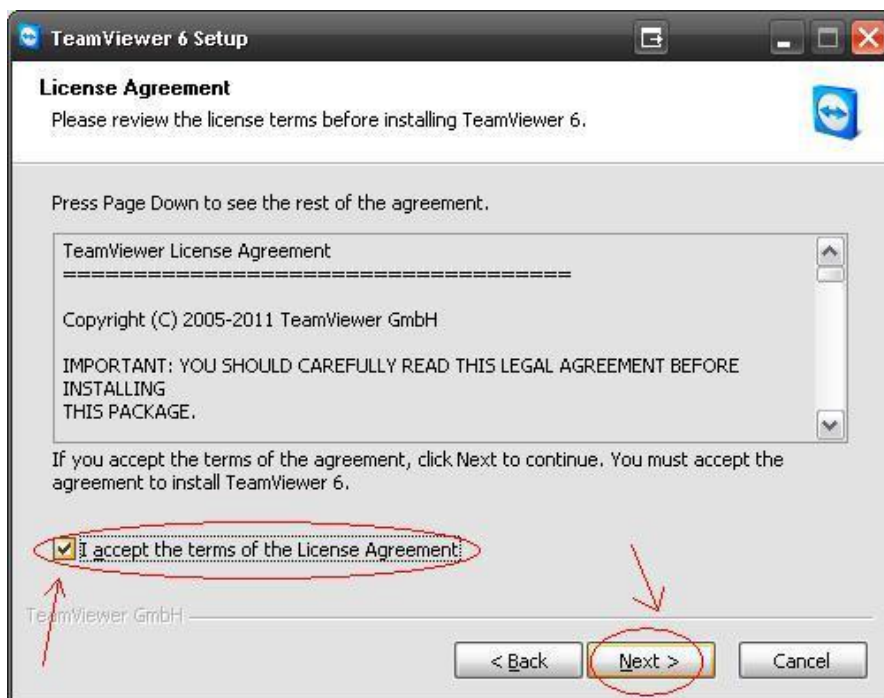 TeamViewer 6 Setup
License Agreement
Please review the license terms before installing TeamViewer 6.
Press Page Down to see the rest of the agreement.
TeamViewer License Agreement
====================================
Copyright (C) 2005-2011 TeamViewer GmbH
IMPORTANT: YOU SHOULD CAREFULLY READ THIS LEGAL AGREEMENT BEFORE
INSTALLING
THIS PACKAGE.
If you accept the terms of the agreement, click Next to continue. You must accept the
agreement to install TeamViewer 6.
I accept the terms of the License Agreement
TeamViewer GmbH
< Back Next > Cancel